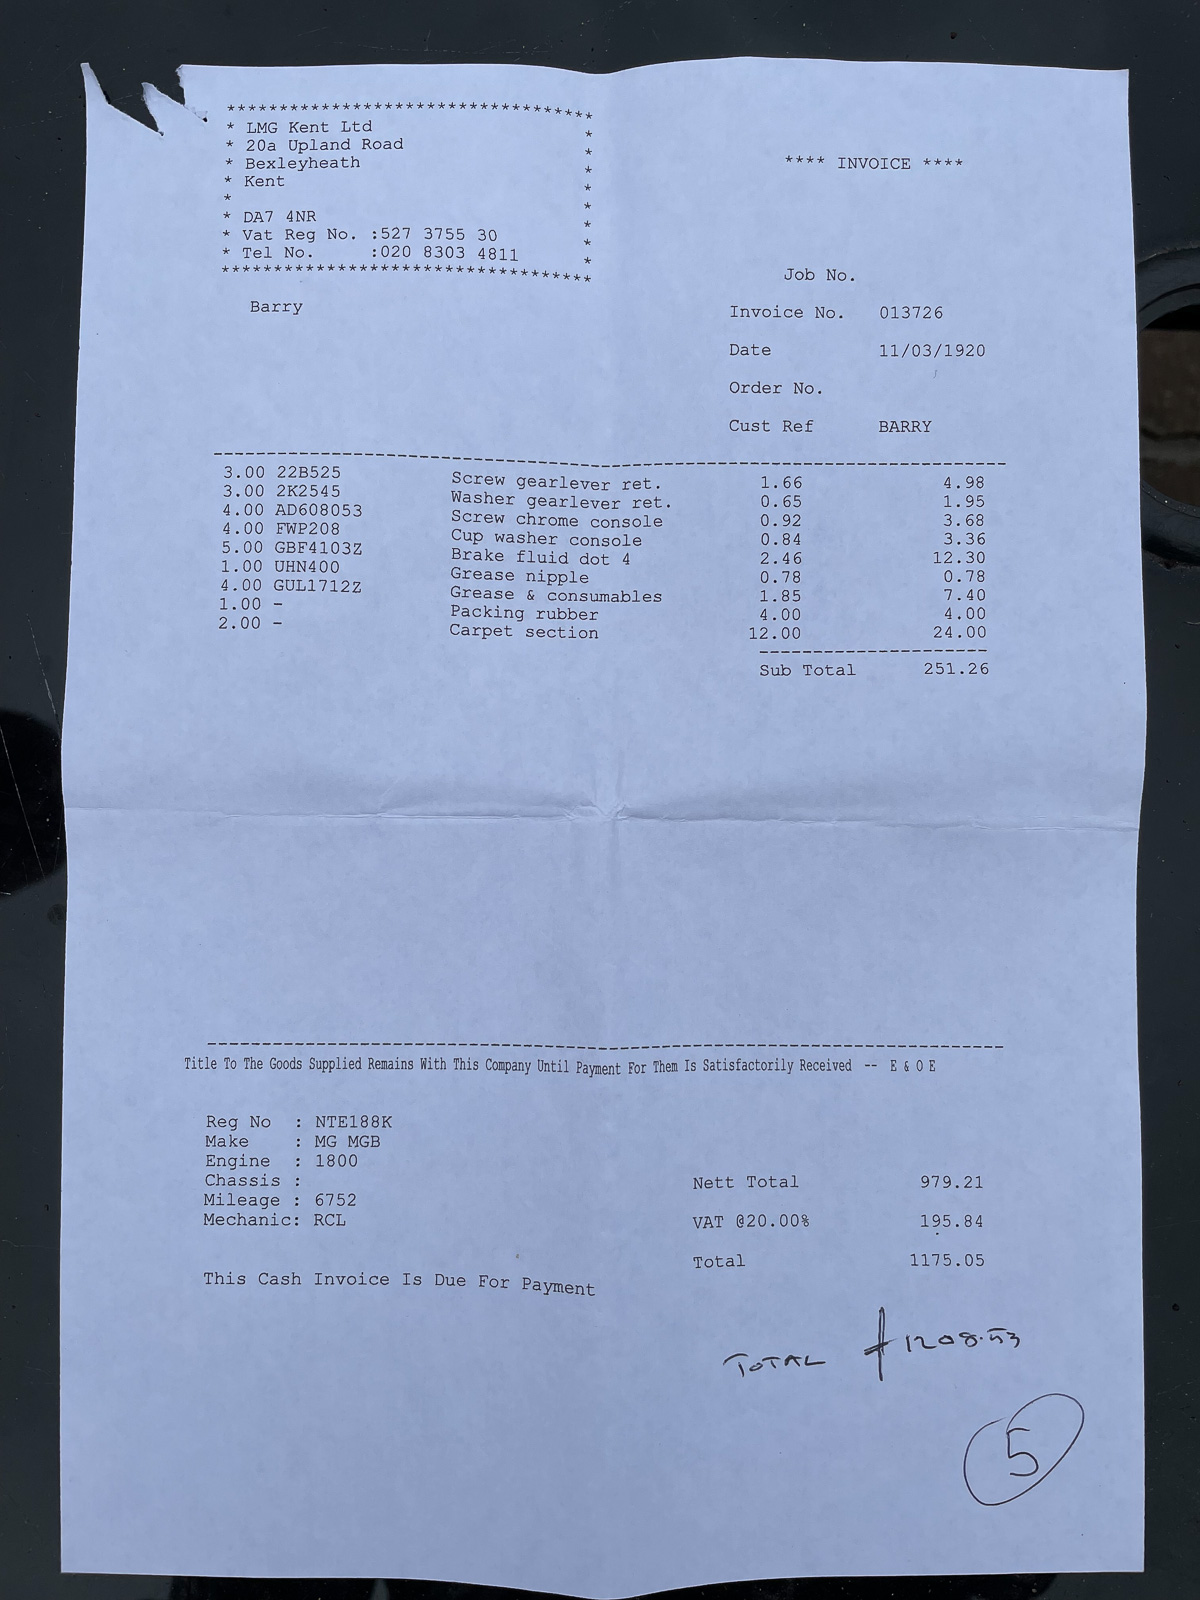 ***********************************
* LMG Kent Ltd *
* 20a Upland Road *
* Bexleyheath *
* Kent *
* *
* DA7 4NR *
* Vat Reg No. :527 3755 30 *
* Tel No. :020 8303 4811 *
***********************************
**** INVOICE ****
Barry
Job No.
Invoice No. 013726
Date 11/03/1920
Order No.
Cust Ref BARRY
3.00 22B525 Screw gearlever ret. 1.66 4.98
3.00 2K2545 Washer gearlever ret. 0.65 1.95
4.00 AD608053 Screw chrome console 0.92 3.68
4.00 FWP208 Cup washer console 0.84 3.36
5.00 GBF4103Z Brake fluid dot 4 2.46 12.30
1.00 UHN400 Grease nipple 0.78 0.78
4.00 GUL1712Z Grease & consumables 1.85 7.40
1.00 - Packing rubber 4.00 4.00
2.00 - Carpet section 12.00 24.00
Sub Total 251.26
Title To The Goods Supplied Remains With This Company Until Payment For Them Is Satisfactorily Received -- E & O E
Reg No : NTE188K
Make : MG MGB
Engine : 1800
Chassis :
Mileage : 6752
Mechanic: RCL
Nett Total 979.21
VAT @20.00% 195.84
Total 1175.05
This Cash Invoice Is Due For Payment
TOTAL £1208.53
5